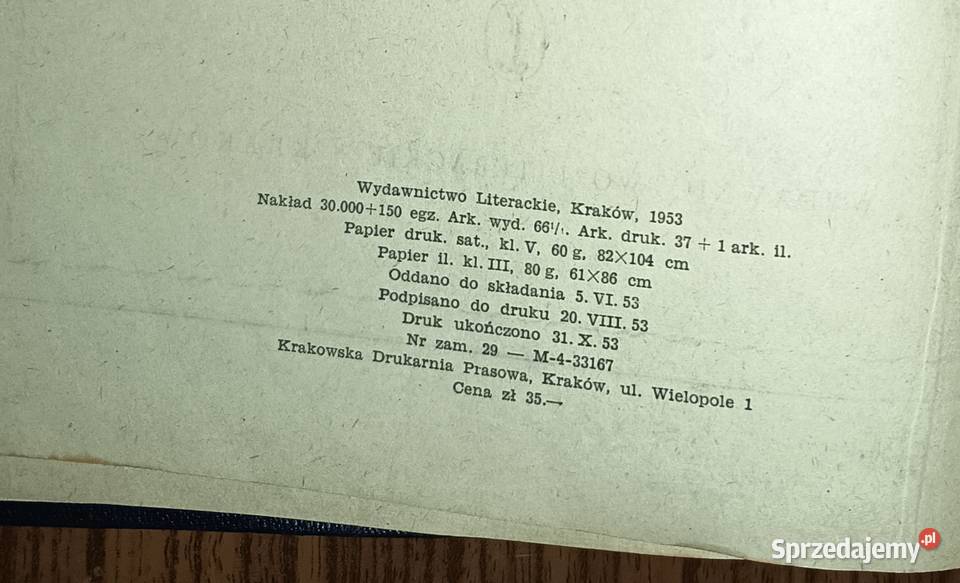 Wydawnictwo Literackie, Kraków, 1953
Nakład 30.000+150 egz. Ark. wyd. Ark. druk. 37 + 1 ark. il.
Papier druk. sat., kl. V, 60 g, 82×104 cm
Papier il. kl. III, 80 g, 61×86 cm
Oddano do składania 5. VI. 53
Podpisano do druku 20. VIII. 53
Druk ukończono 31. X. 53
Nr zam. 29 — M-4-33167
Krakowska Drukarnia Prasowa, Kraków, ul. Wielopole 1
Cena zł 35.—
Sprzedajemy.pl